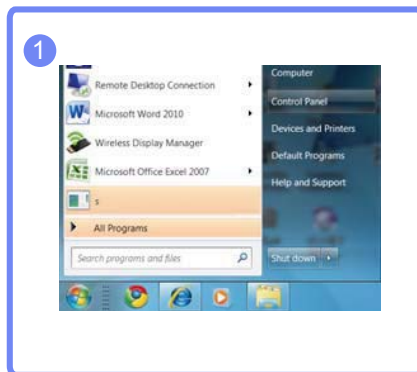 1
Remote Desktop Connection
Microsoft Word 2010
Wireless Display Manager
Microsoft Office Excel 2007
s
All Programs
Search programs and files
Computer
Control Panel
Devices and Printers
Default Programs
Help and Support
Shut down